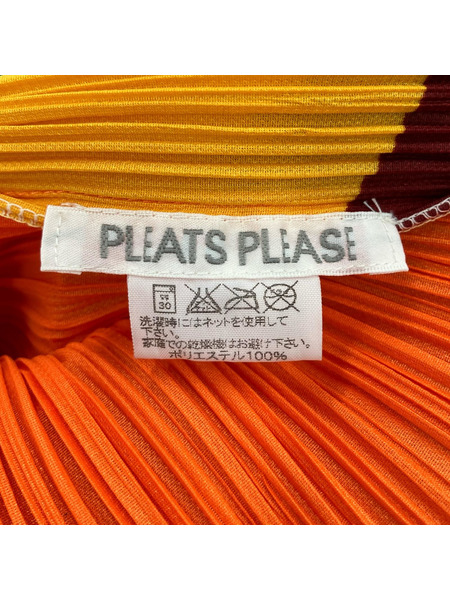 PLEATS PLEASE
30
洗濯時にはネットを使用して
下さい。
家庭での乾燥機はお避け下さい。
ポリエステル100%